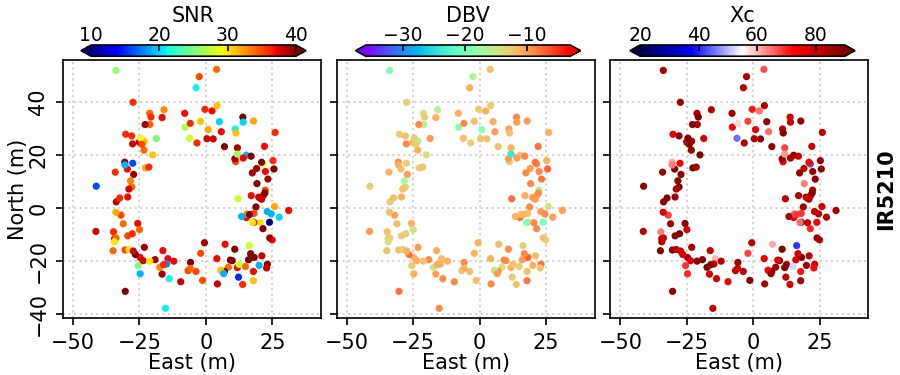 SNR DBV Xc
10 20 30 40 −30 −20 −10 20 40 60 80
40
20
0
−20
−40
North (m)
IR5210
−50 −25 0 25 −50 −25 0 25 −50 −25 0 25
East (m) East (m) East (m)